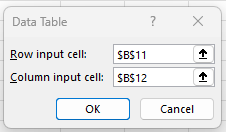 Data Table ? ×
Row input cell: $B$11
Column input cell: $B$12
OK Cancel